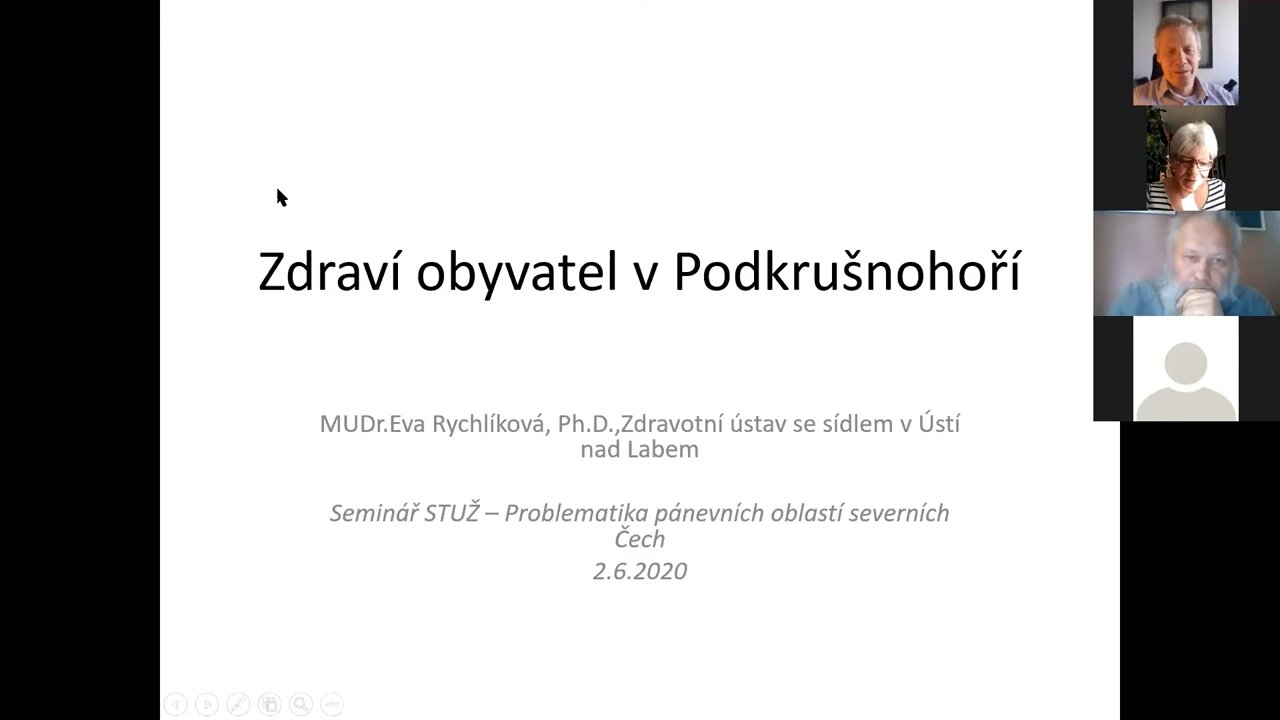 Zdraví obyvatel v Podkrušnohoří
MUDr.Eva Rychlíková, Ph.D.,Zdravotní ústav se sídlem v Ústí
nad Labem
Seminář STUŽ – Problematika pánevních oblastí severních
Čech
2.6.2020